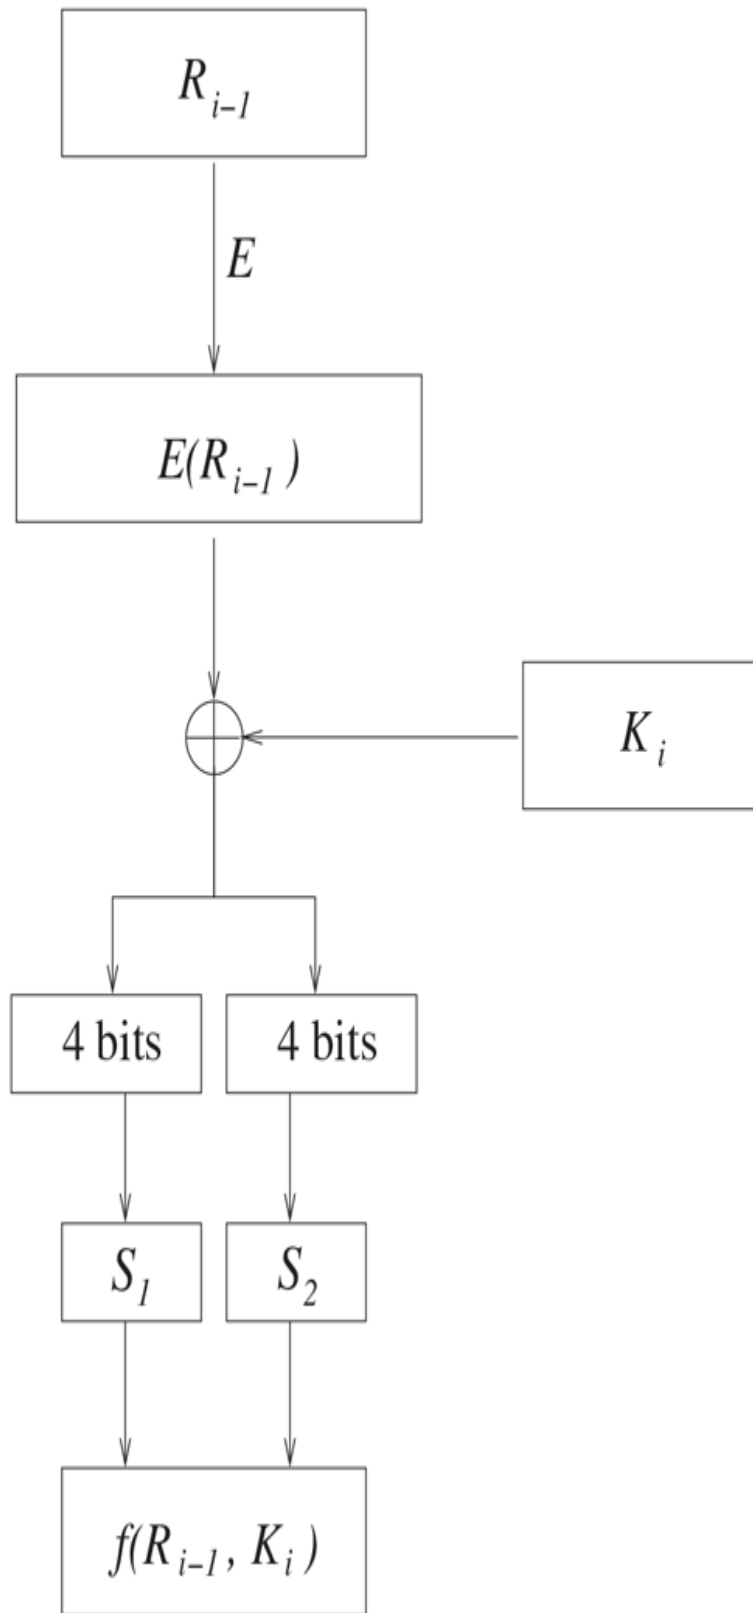 R_{i-1}
E
E(R_{i-1})
K_i
4 bits 4 bits
S_1 S_2
f(R_{i-1}, K_i)